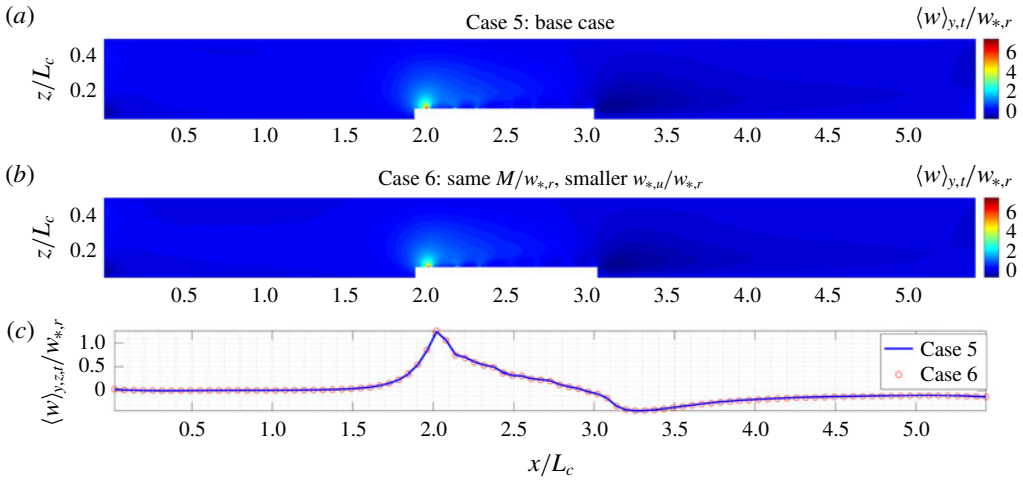 (a) Case 5: base case ⟨w⟩y,t/w*,r
z/Lc 0.4 0.2 6 4 2 0
0.5 1.0 1.5 2.0 2.5 3.0 3.5 4.0 4.5 5.0
(b) Case 6: same M/w*,r, smaller w*,u/w*,r ⟨w⟩y,t/w*,r
z/Lc 0.4 0.2 6 4 2 0
0.5 1.0 1.5 2.0 2.5 3.0 3.5 4.0 4.5 5.0
(c) ⟨w⟩y,z,t/w*,r 1.0 0.5 0
Case 5
Case 6
0.5 1.0 1.5 2.0 2.5 3.0 3.5 4.0 4.5 5.0
x/Lc